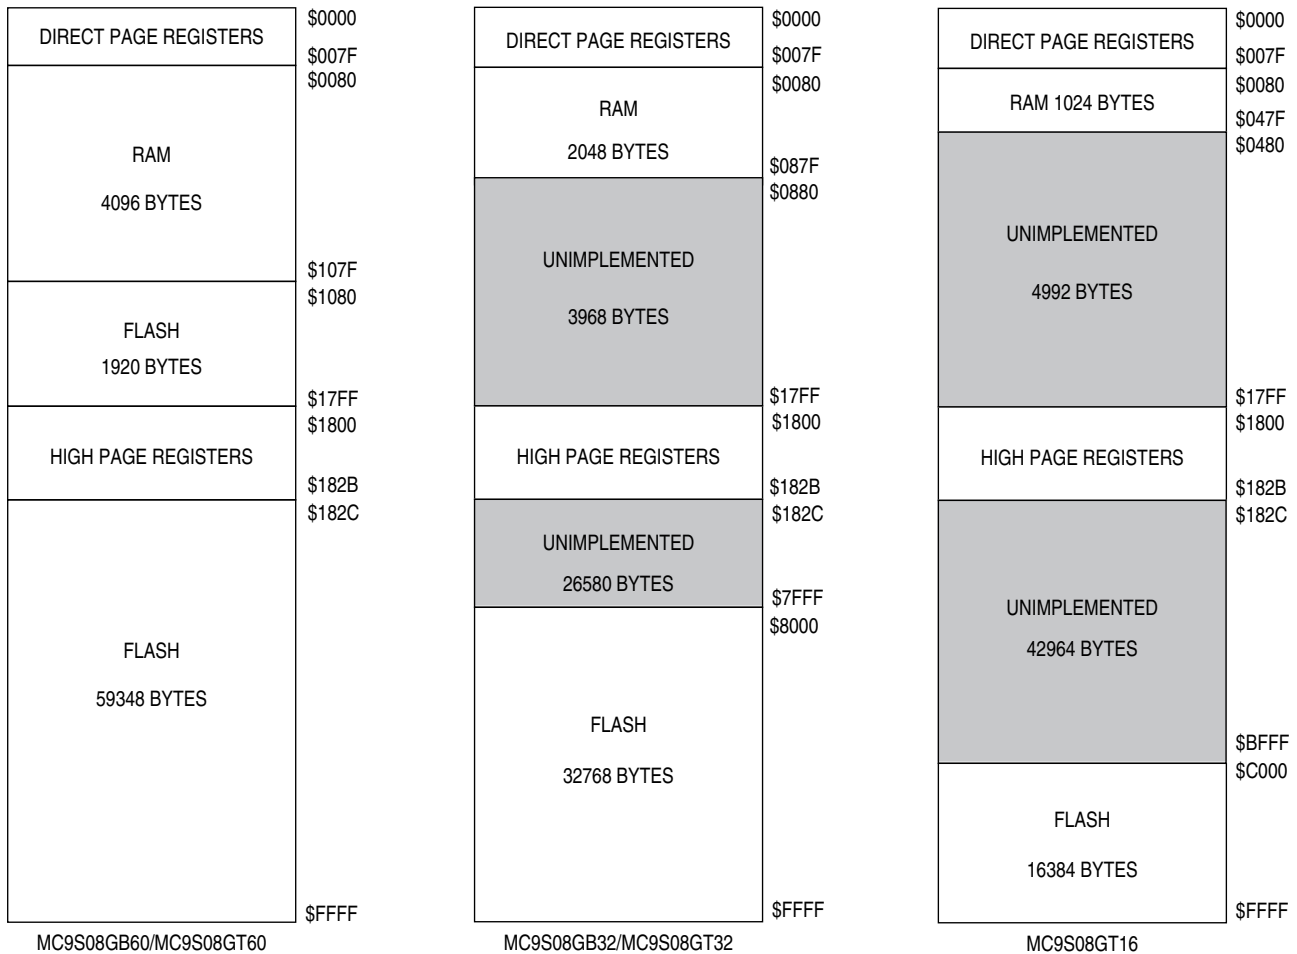 DIRECT PAGE REGISTERS
$0000
$007F
$0080
RAM
4096 BYTES
$107F
$1080
FLASH
1920 BYTES
$17FF
$1800
HIGH PAGE REGISTERS
$182B
$182C
FLASH
59348 BYTES
$FFFF
MC9S08GB60/MC9S08GT60
DIRECT PAGE REGISTERS
$0000
$007F
$0080
RAM
2048 BYTES
$087F
$0880
UNIMPLEMENTED
3968 BYTES
$17FF
$1800
HIGH PAGE REGISTERS
$182B
$182C
UNIMPLEMENTED
26580 BYTES
$7FFF
$8000
FLASH
32768 BYTES
$FFFF
MC9S08GB32/MC9S08GT32
DIRECT PAGE REGISTERS
$0000
$007F
$0080
RAM 1024 BYTES
$047F
$0480
UNIMPLEMENTED
4992 BYTES
$17FF
$1800
HIGH PAGE REGISTERS
$182B
$182C
UNIMPLEMENTED
42964 BYTES
$BFFF
$C000
FLASH
16384 BYTES
$FFFF
MC9S08GT16